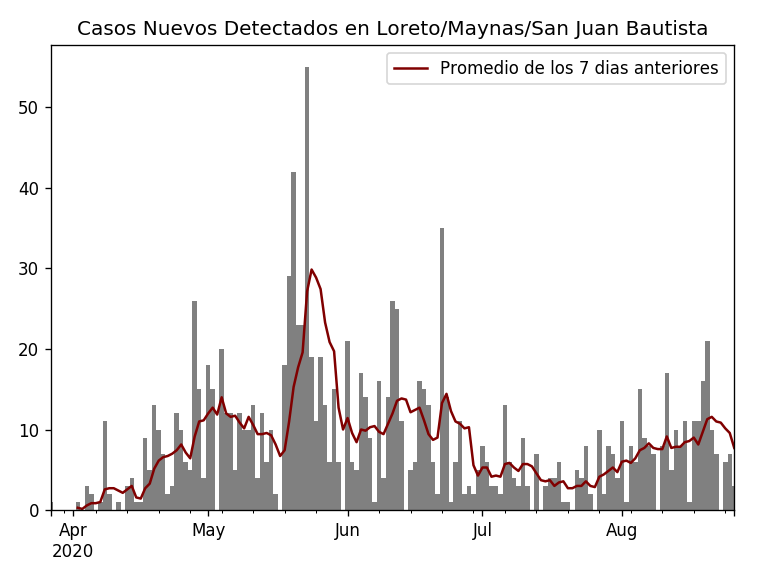 Casos Nuevos Detectados en Loreto/Maynas/San Juan Bautista
Promedio de los 7 dias anteriores
50
40
30
20
10
0
Apr May Jun Jul Aug
2020